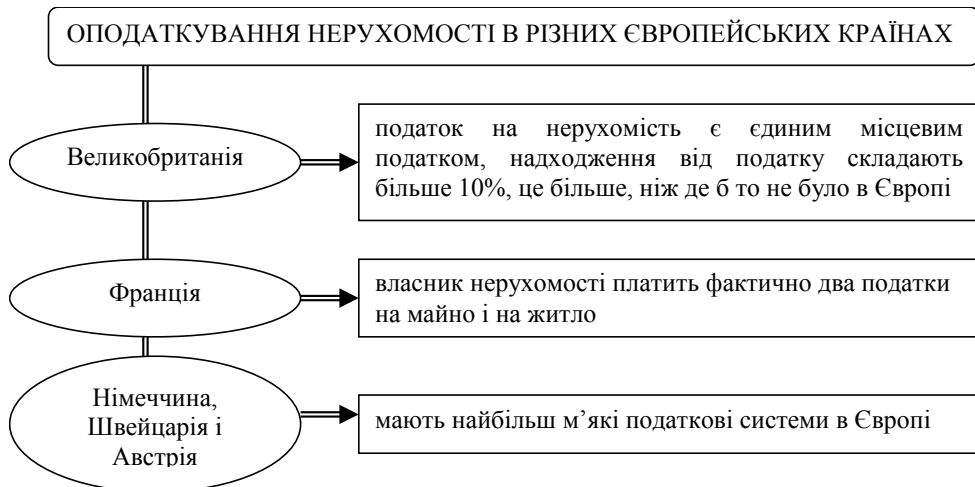 ОПОДАТКУВАННЯ НЕРУХОМОСТІ В РІЗНИХ ЄВРОПЕЙСЬКИХ КРАЇНАХ
Великобританія
податок на нерухомість є єдиним місцевим
податком, надходження від податку складають
більше 10%, це більше, ніж де б то не було в Європі
Франція
власник нерухомості платить фактично два податки
на майно і на житло
Німеччина,
Швейцарія і
Австрія
мають найбільш м’які податкові системи в Європі